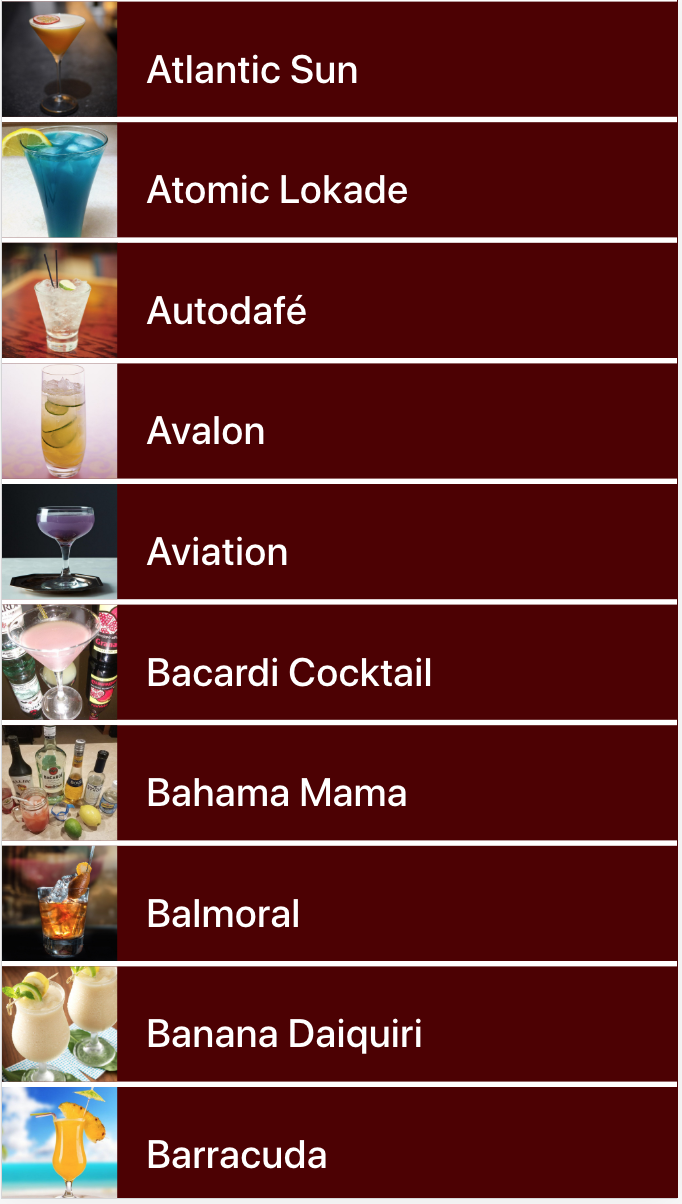 Atlantic Sun
Atomic Lokade
Autodafé
Avalon
Aviation
Bacardi Cocktail
Bahama Mama
Balmoral
Banana Daiquiri
Barracuda